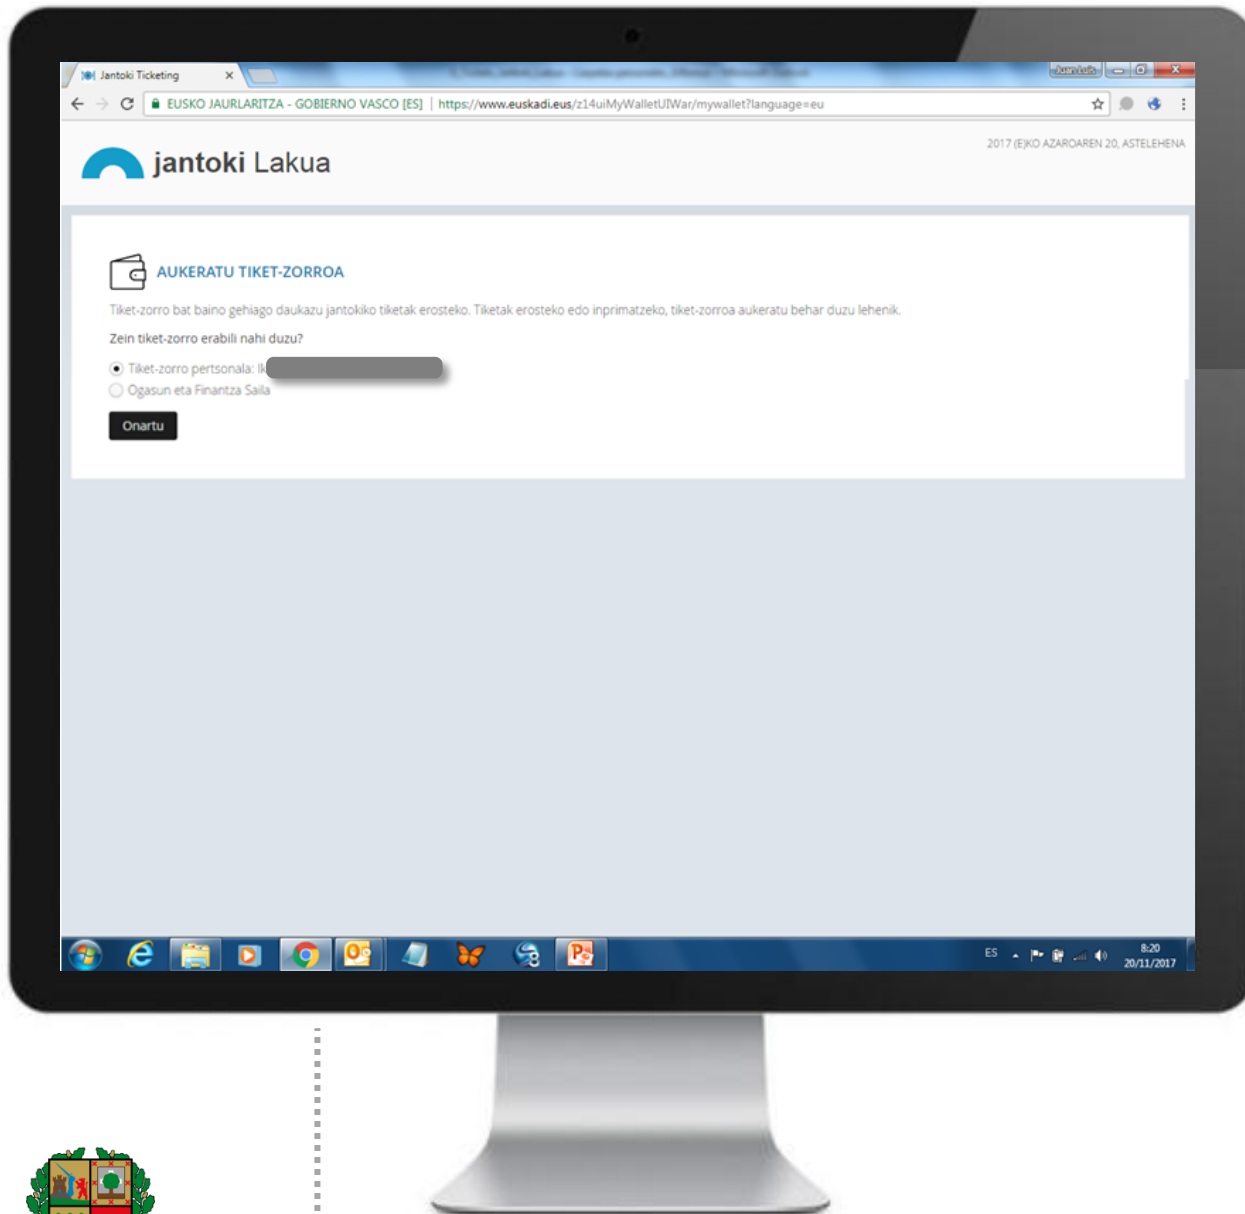 Jantoki Ticketing
Juan Luis
EUSKO JAURLARITZA - GOBIERNO VASCO [ES] | https://www.euskadi.eus/z14uiMyWalletUIWar/mywallet?language=eu
jantoki Lakua
2017 (E)KO AZAROAREN 20, ASTELEHENA
AUKERATU TIKET-ZORROA
Tiket-zorro bat baino gehiago daukazu jantokiko tiketak erosteko. Tiketak erosteko edo inprimatzeko, tiket-zorroa aukeratu behar duzu lehenik.
Zein tiket-zorro erabili nahi duzu?
Tiket-zorro pertsonala: Ik
Ogasun eta Finantza Saila
Onartu
ES
8:20
20/11/2017